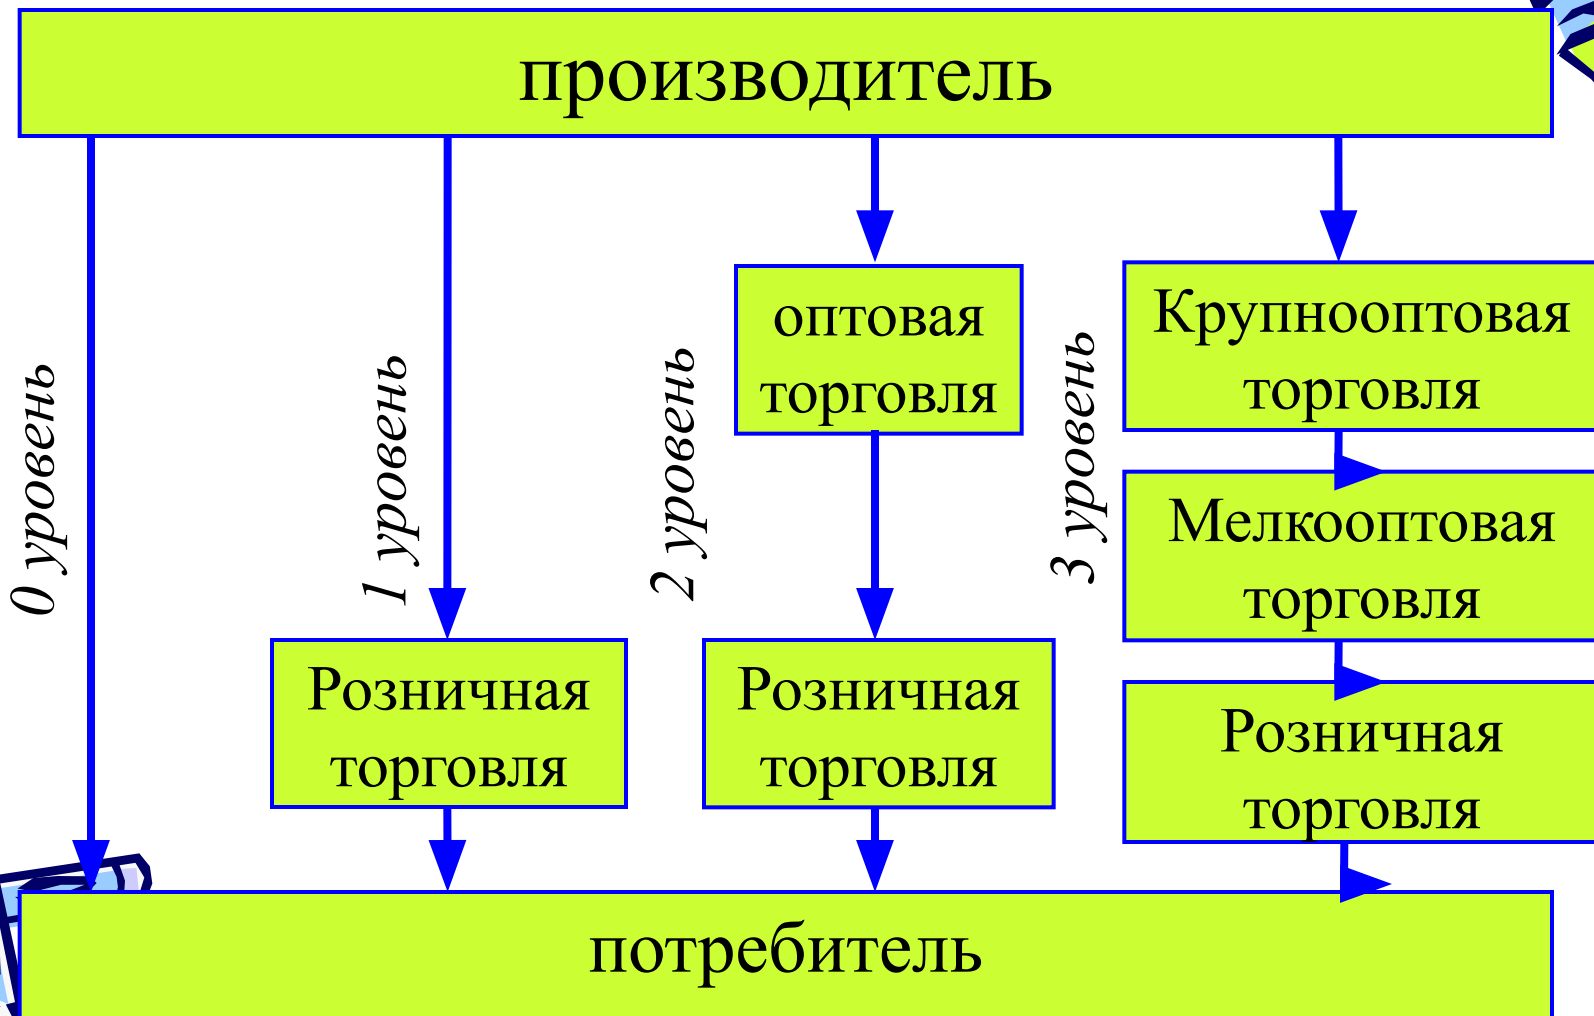 производитель
0 уровень
1 уровень
2 уровень
3 уровень
оптовая
торговля
Крупнооптовая
торговля
Мелкооптовая
торговля
Розничная
торговля
Розничная
торговля
Розничная
торговля
потребитель